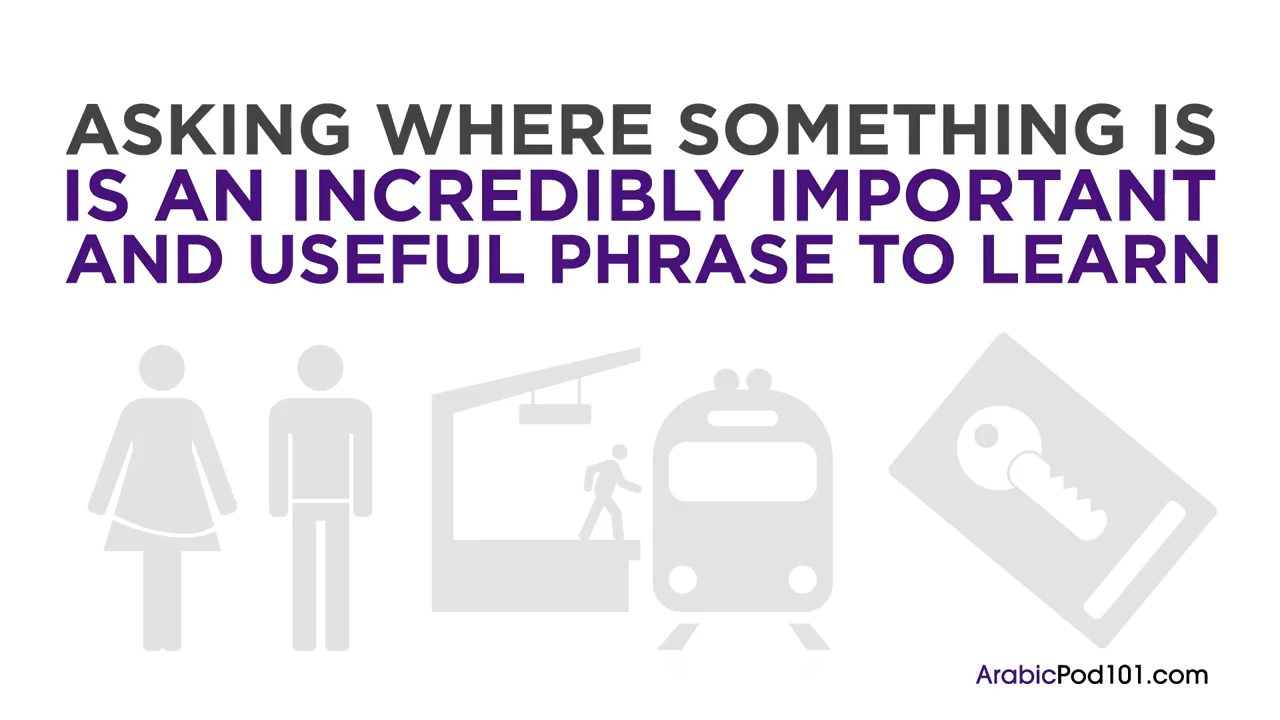 ASKING WHERE SOMETHING IS
IS AN INCREDIBLY IMPORTANT
AND USEFUL PHRASE TO LEARN
ArabicPod101.com